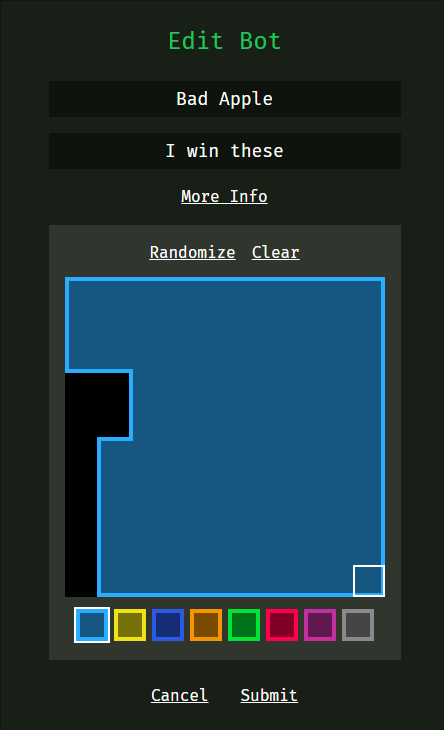 Edit Bot
Bad Apple
I win these
More Info
Randomize Clear
Cancel Submit